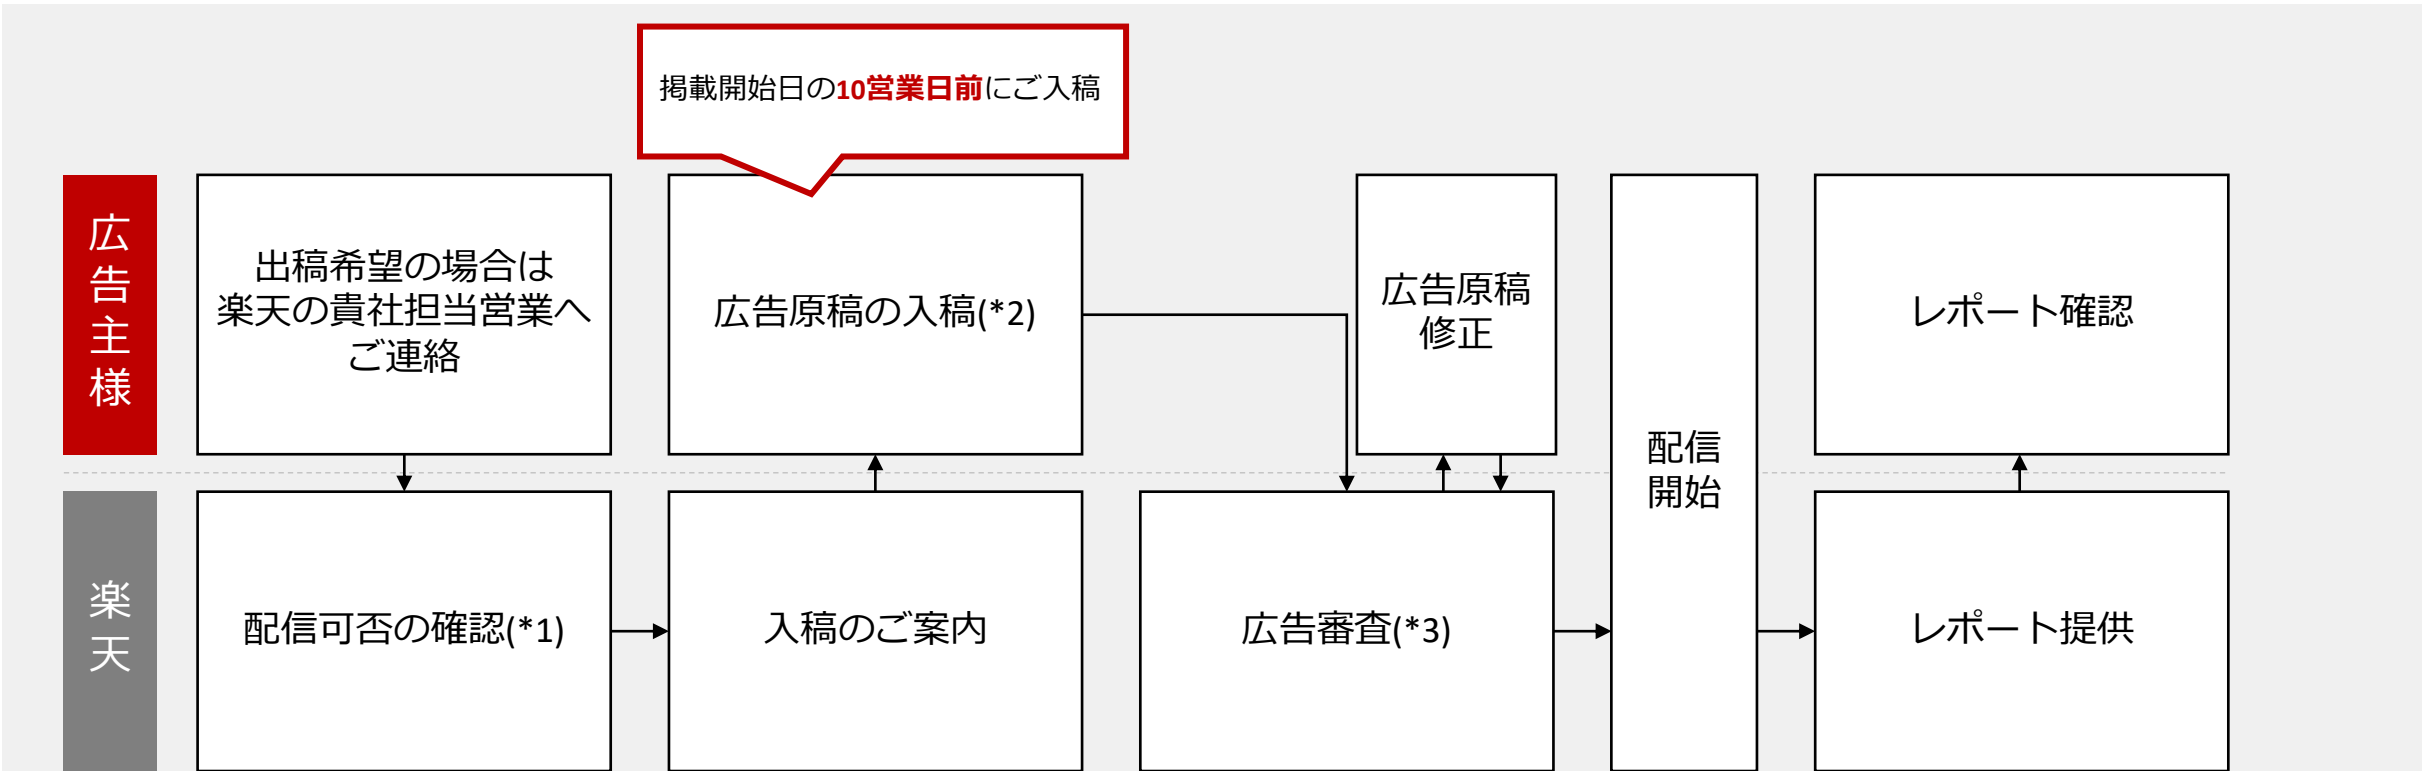 掲載開始日の10営業日前にご入稿
広告主様
出稿希望の場合は
楽天の貴社担当営業へ
ご連絡
広告原稿の入稿(*2)
広告原稿
修正
レポート確認
配信
開始
楽天
配信可否の確認(*1)
入稿のご案内
広告審査(*3)
レポート提供